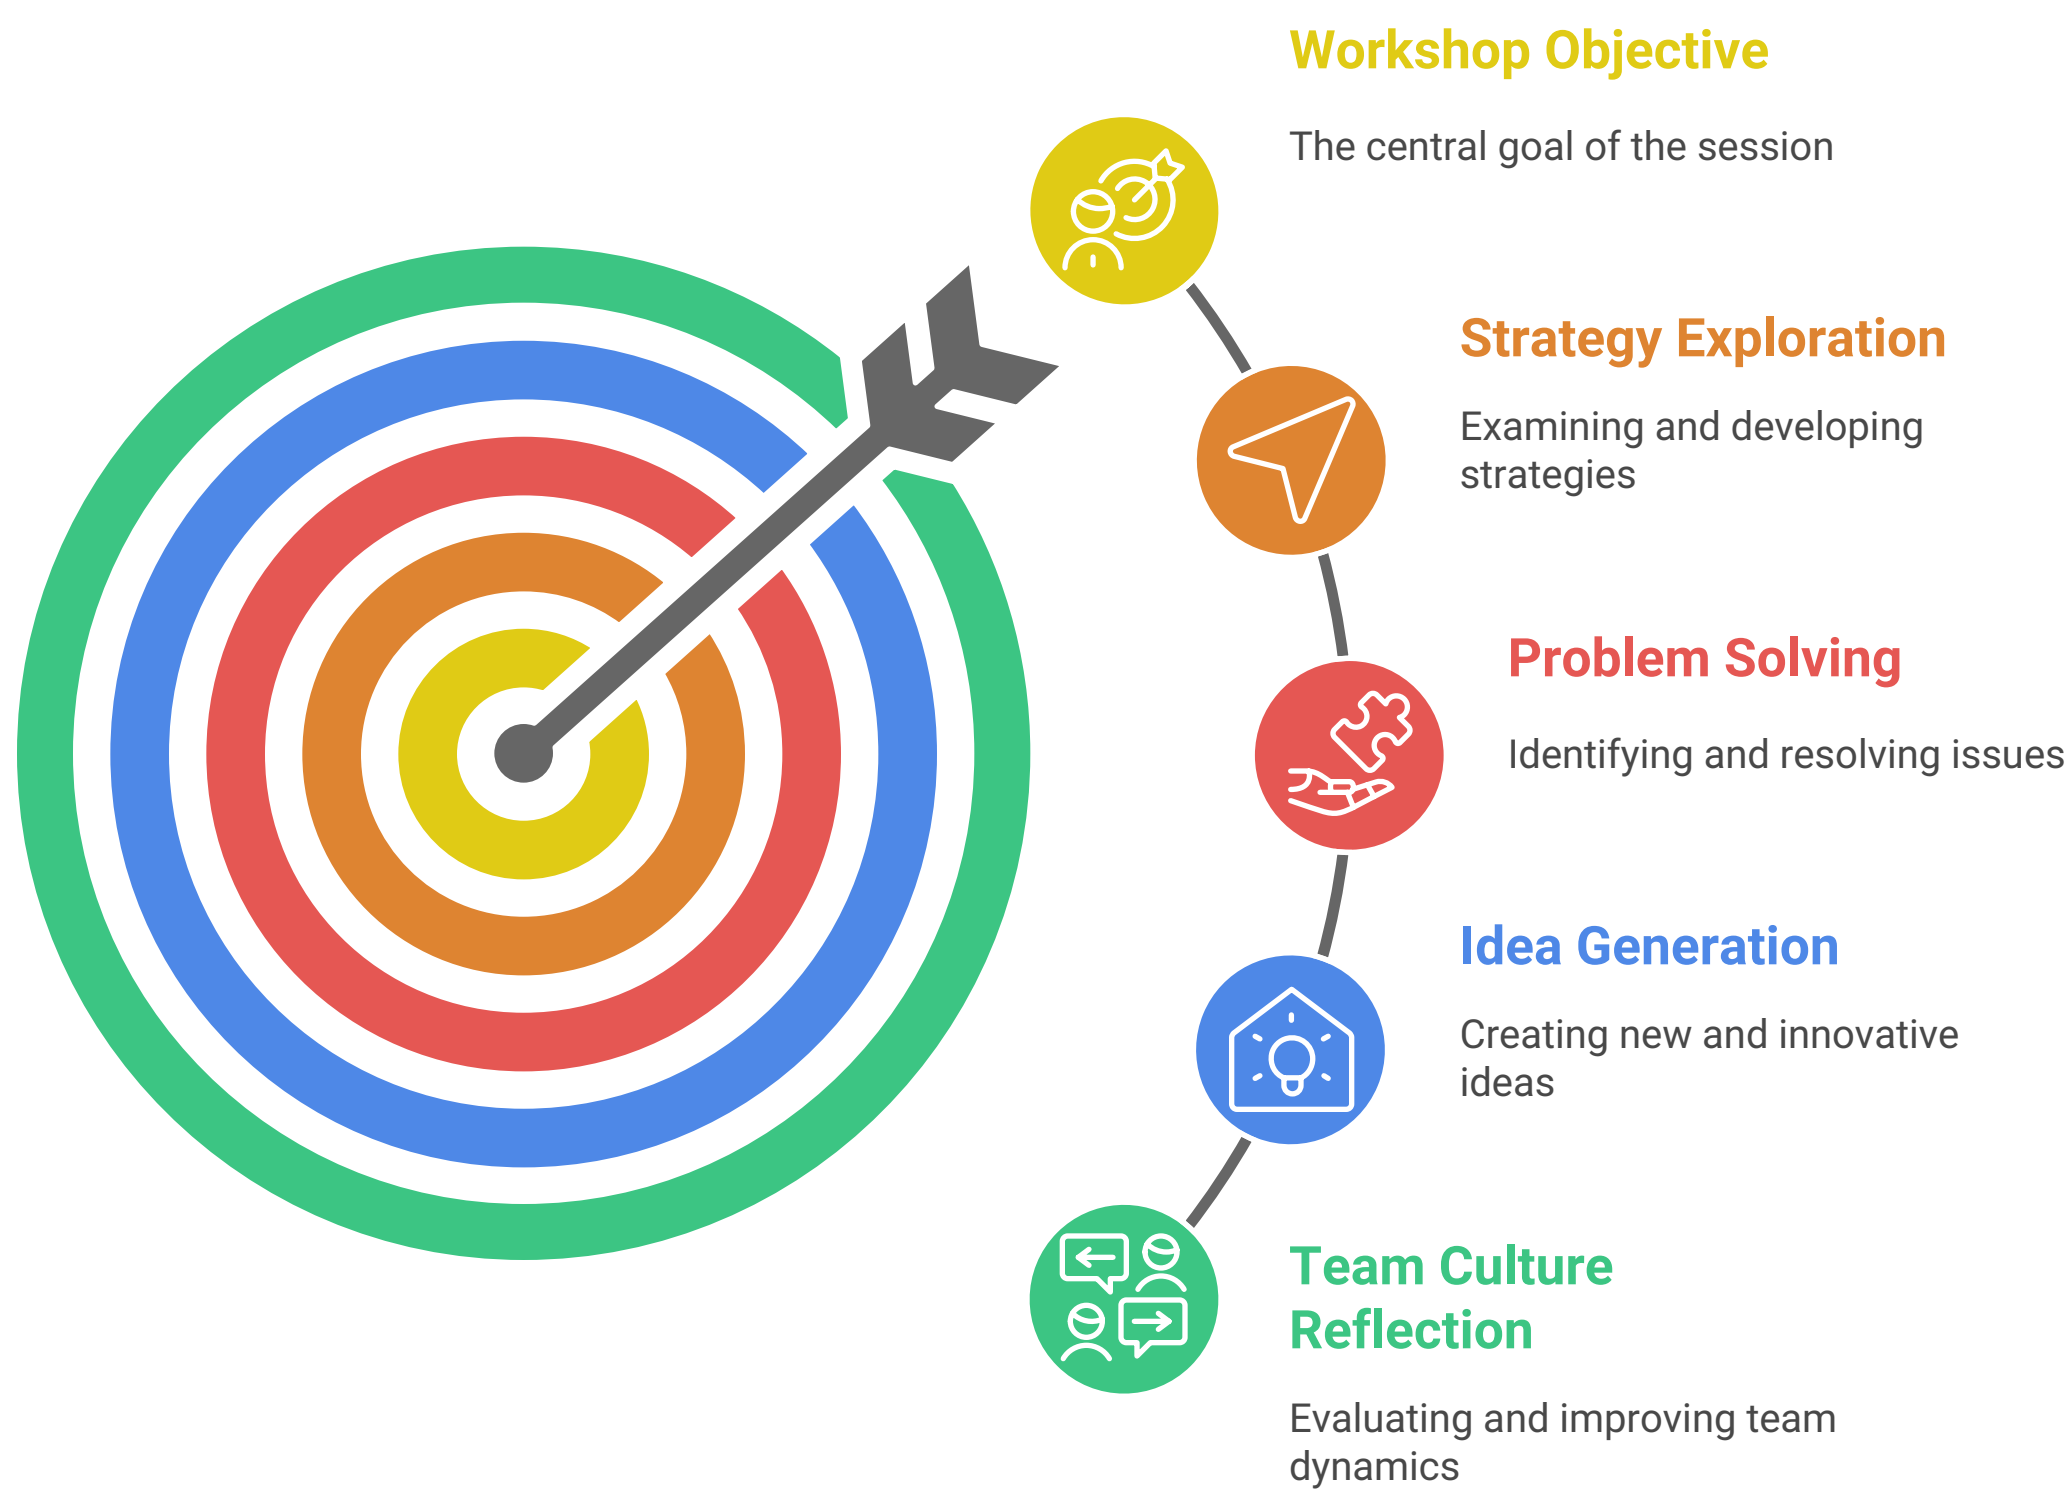 Workshop Objective
The central goal of the session
Strategy Exploration
Examining and developing
strategies
Problem Solving
Identifying and resolving issues
Idea Generation
Creating new and innovative
ideas
Team Culture
Reflection
Evaluating and improving team
dynamics